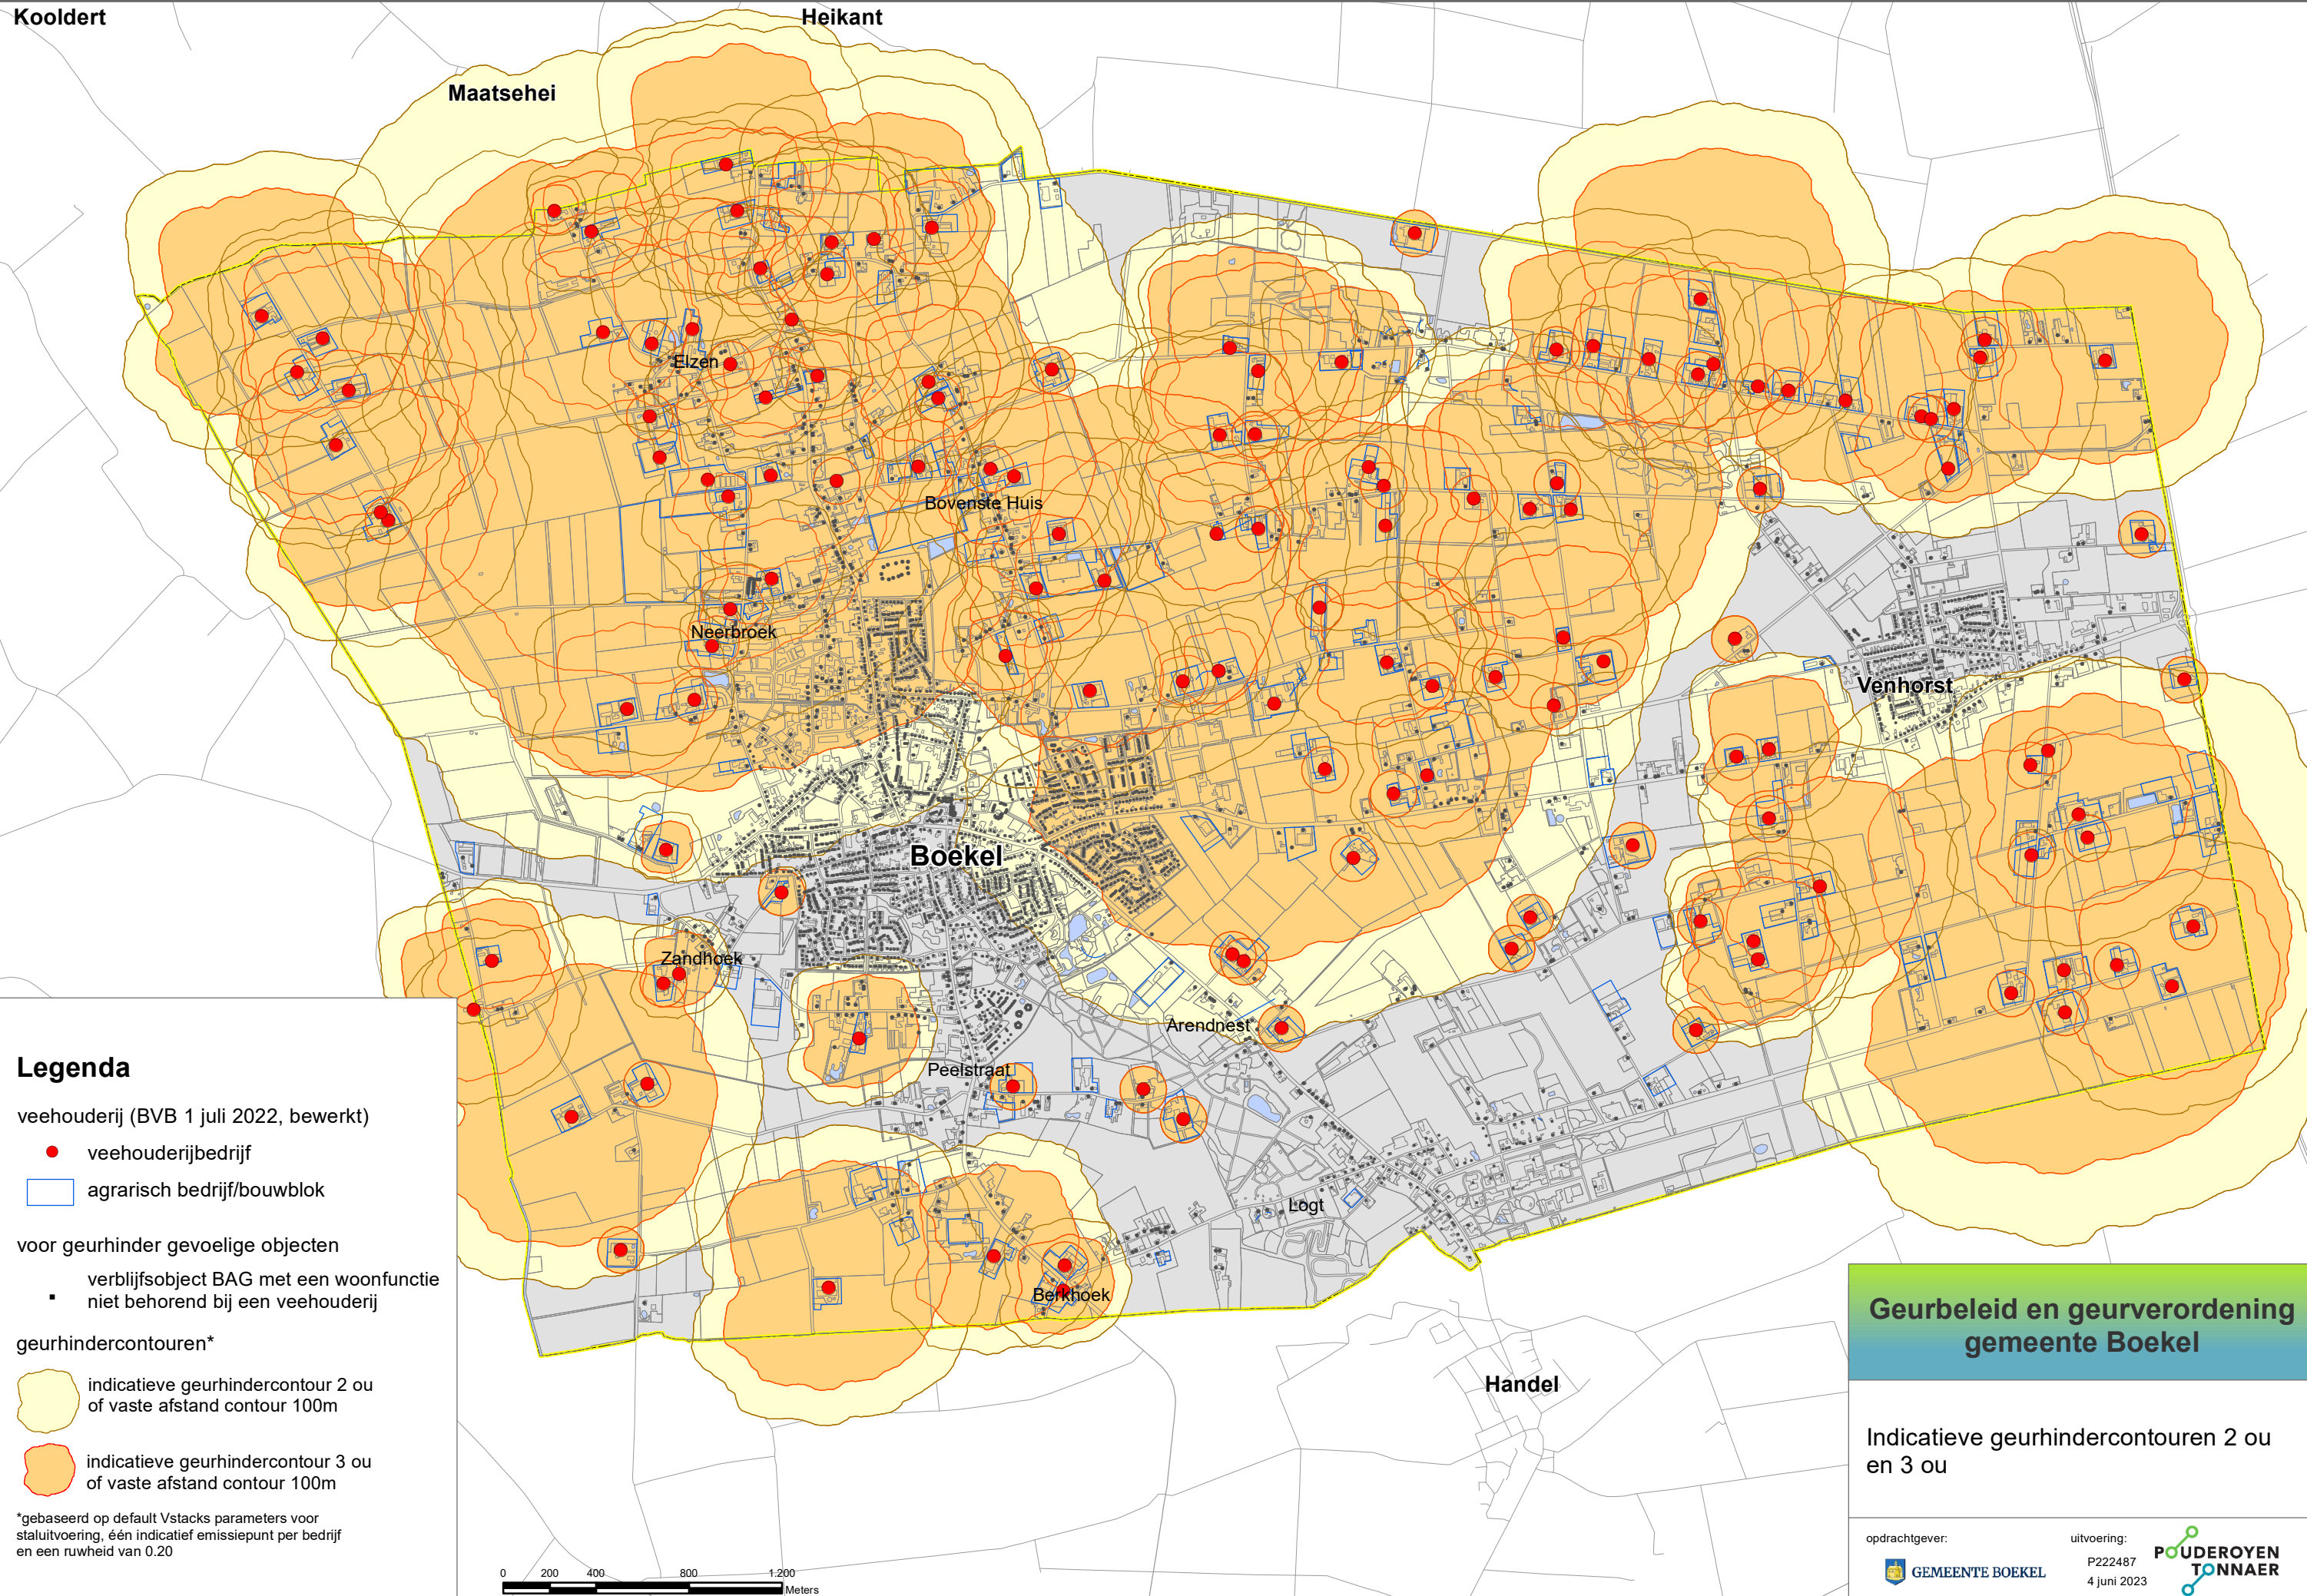 Kooldert
Heikant
Maatsehei
Elzen
Bovenste Huis
Neerbroek
Venhorst
Boekel
Zandhoek
Arendnest
Peelstraat
Logt
Berkhoek
Handel
Legenda
veehouderij (BVB 1 juli 2022, bewerkt)
veehouderijbedrijf
agrarisch bedrijf/bouwblok
voor geurhinder gevoelige objecten
verblijfsobject BAG met een woonfunctie
niet behorend bij een veehouderij
geurhindercontouren*
indicatieve geurhindercontour 2 ou
of vaste afstand contour 100m
indicatieve geurhindercontour 3 ou
of vaste afstand contour 100m
*gebaseerd op default Vstacks parameters voor
staluitvoering, één indicatief emissiepunt per bedrijf
en een ruwheid van 0.20
0 200 400 800 1.200
Meters
Geurbeleid en geurverordening
gemeente Boekel
Indicatieve geurhindercontouren 2 ou
en 3 ou
opdrachtgever:
GEMEENTE BOEKEL
uitvoering:
P222487
4 juni 2023
POUDEROYEN
TONNAER